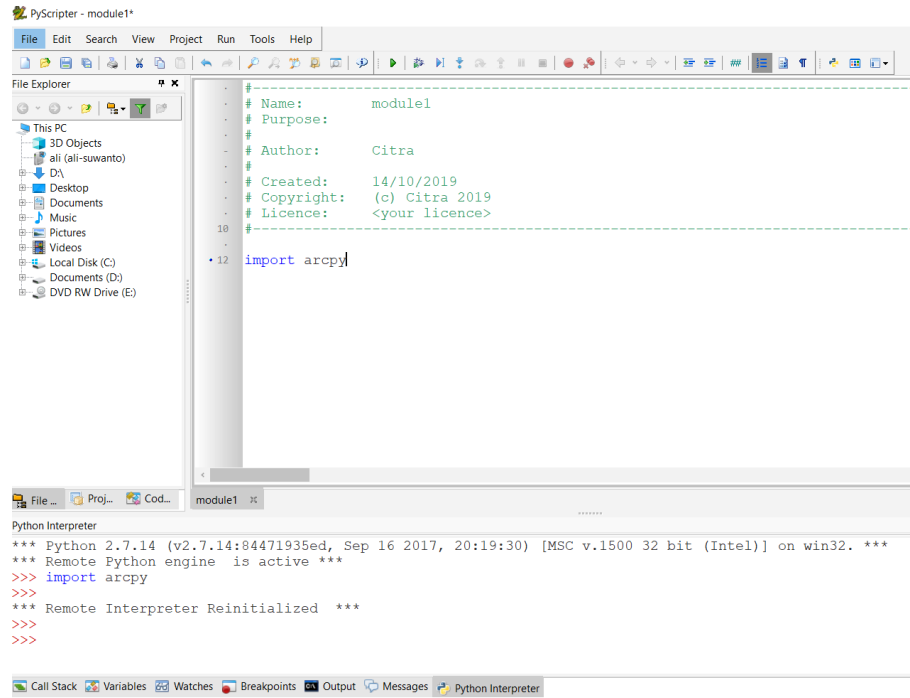 PyScripter - module1*
File Edit Search View Project Run Tools Help
File Explorer
This PC
3D Objects
ali (ali-suwanto)
D:\
Desktop
Documents
Music
Pictures
Videos
Local Disk (C:)
Documents (D:)
DVD RW Drive (E:)
File ... Proj... Cod...
#------------------------------------------------------------------------------
# Name: module1
# Purpose:
#
# Author: Citra
#
# Created: 14/10/2019
# Copyright: (c) Citra 2019
# Licence: <your licence>
10 #------------------------------------------------------------------------------
12 import arcpy
module1
Python Interpreter
*** Python 2.7.14 (v2.7.14:84471935ed, Sep 16 2017, 20:19:30) [MSC v.1500 32 bit (Intel)] on win32. ***
*** Remote Python engine is active ***
>>> import arcpy
>>>
*** Remote Interpreter Reinitialized ***
>>>
>>>
Call Stack Variables Watches Breakpoints Output Messages Python Interpreter